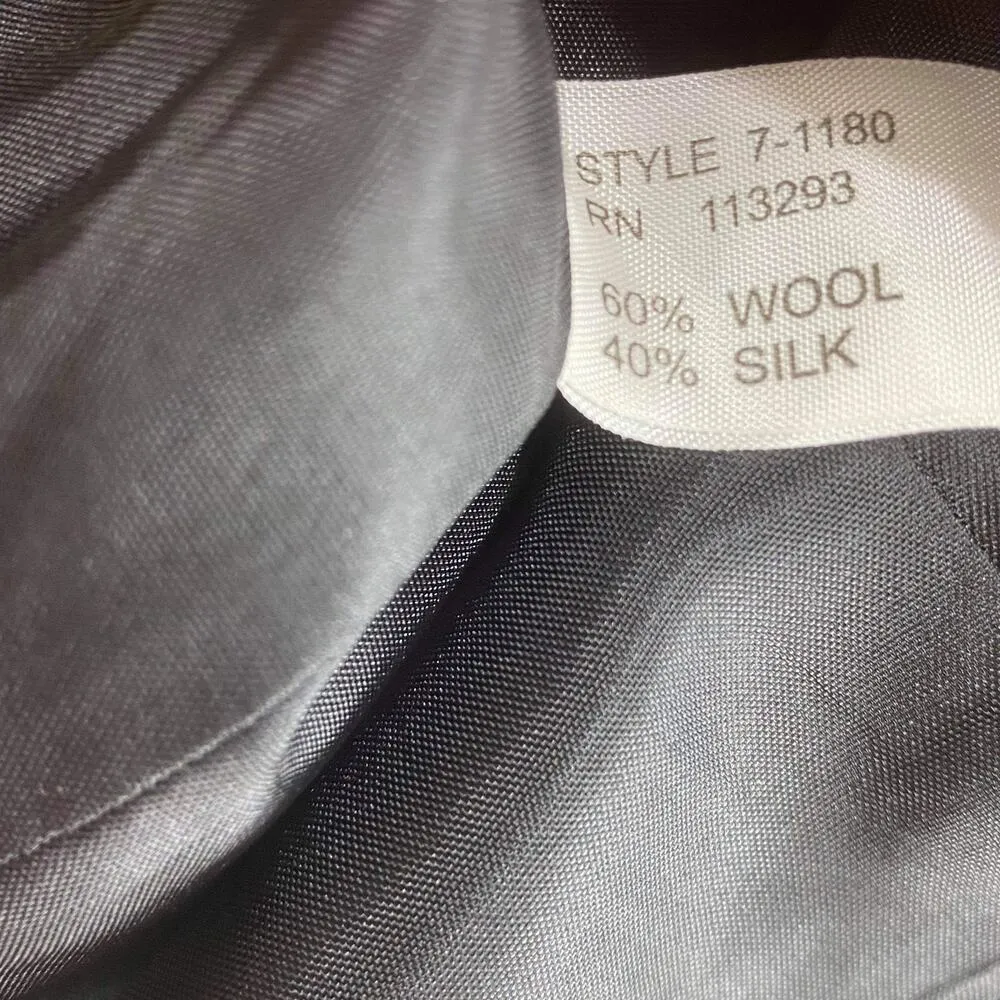 STYLE 7-1180
RN 113293
60% WOOL
40% SILK